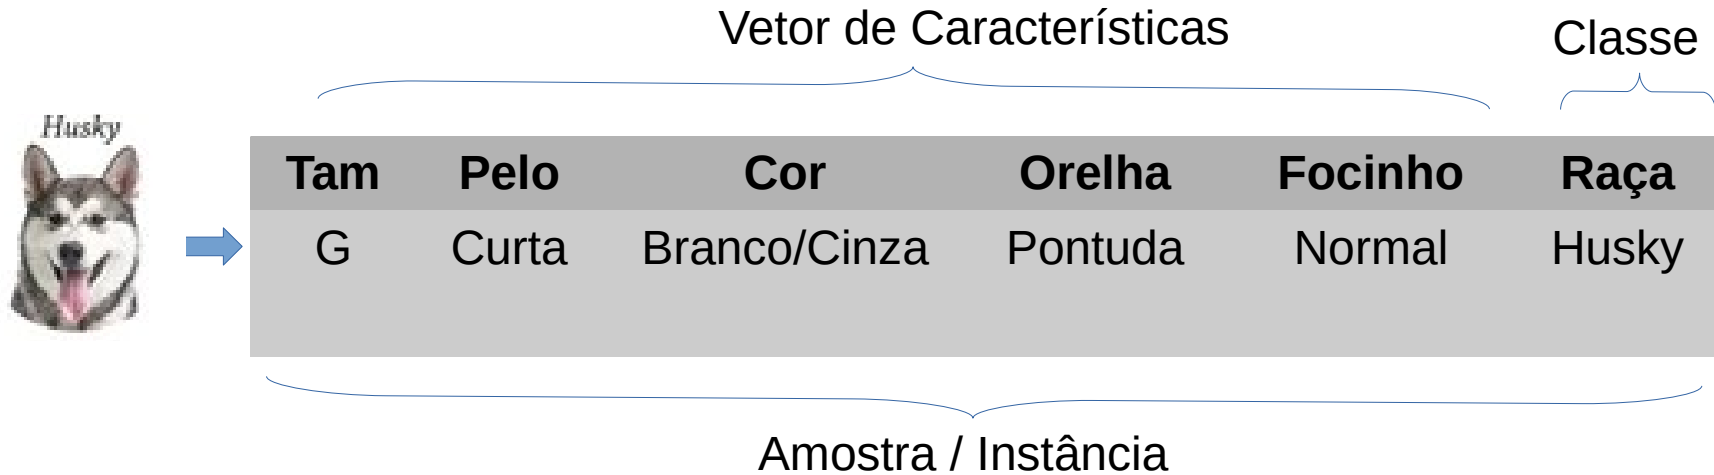 Vetor de Características
Classe
Husky
Tam Pelo Cor Orelha Focinho Raça
G Curta Branco/Cinza Pontuda Normal Husky
Amostra / Instância